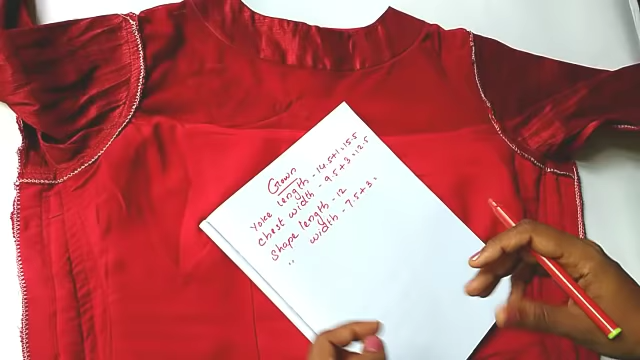 Gown
Yoke length - 14.5+1=15.5
chest width - 9.5+3=12.5
shape length - 12
" width - 7.5+3=